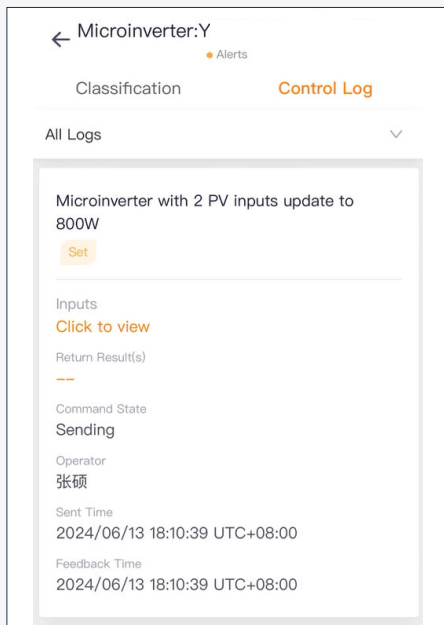 Microinverter:Y
Alerts
Classification Control Log
All Logs
Microinverter with 2 PV inputs update to
800W
Set
Inputs
Click to view
Return Result(s)
--
Command State
Sending
Operator
张硕
Sent Time
2024/06/13 18:10:39 UTC+08:00
Feedback Time
2024/06/13 18:10:39 UTC+08:00